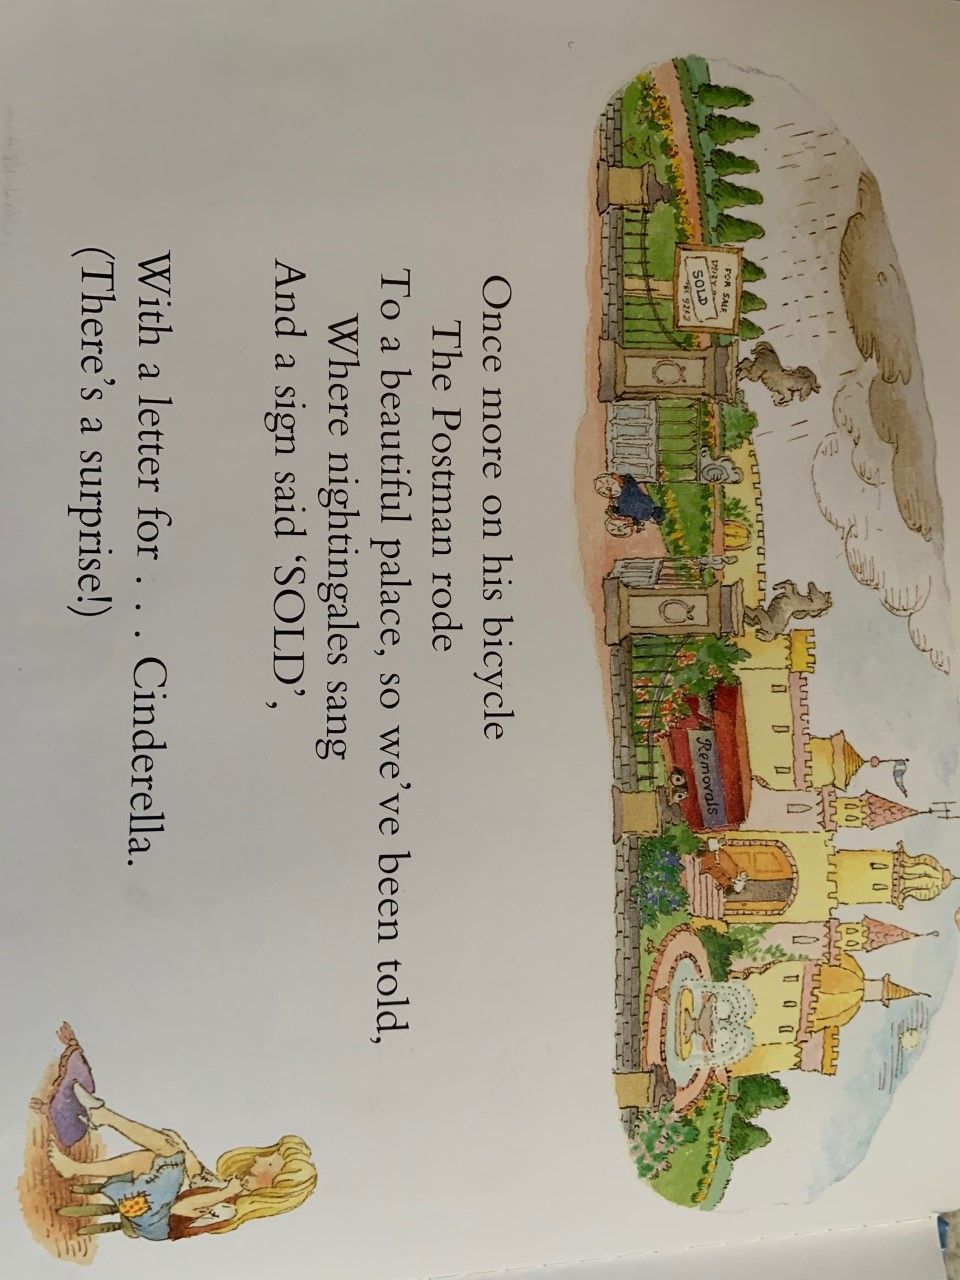 FOR SALE
SOLD
Removals
Once more on his bicycle
The Postman rode
To a beautiful palace, so we've been told,
Where nightingales sang
And a sign said ‘SOLD’,
With a letter for . . . Cinderella.
(There's a surprise!)